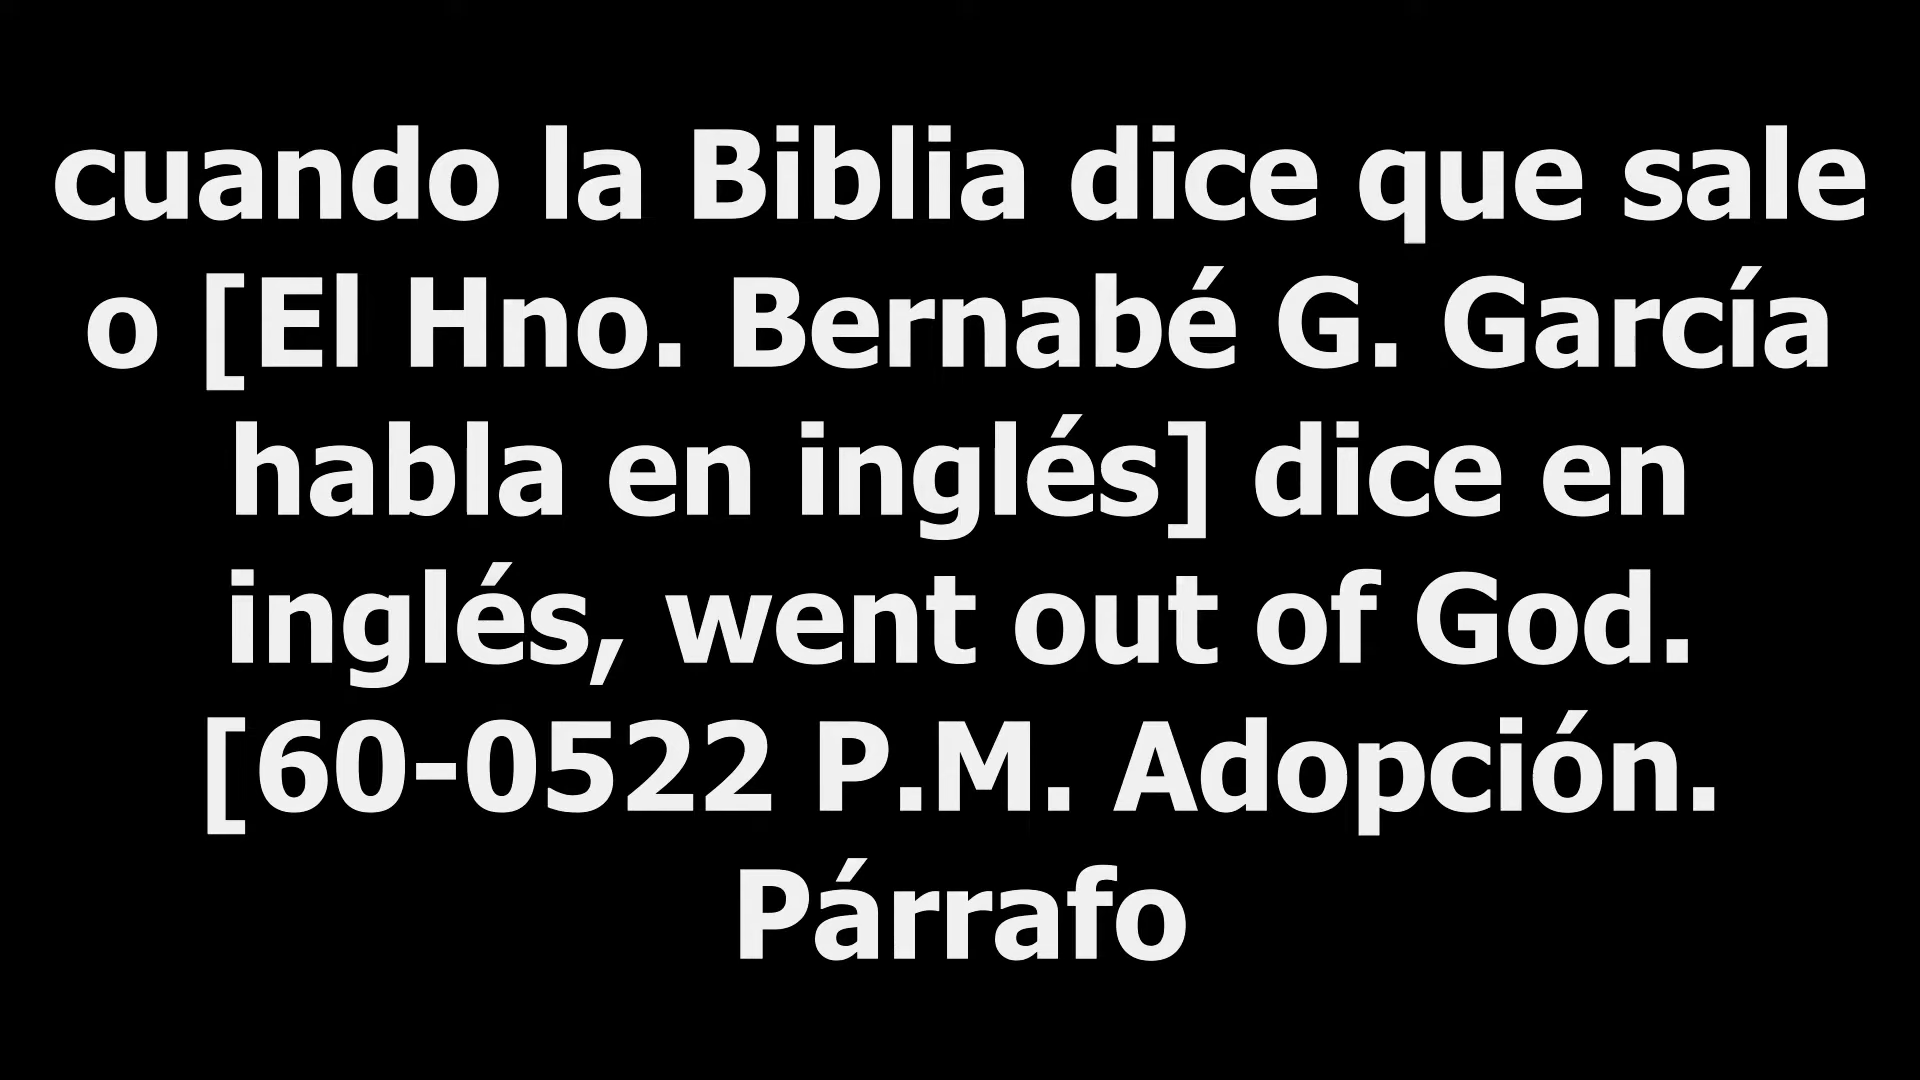 cuando la Biblia dice que sale
o [El Hno. Bernabé G. García
habla en inglés] dice en
inglés, went out of God.
[60-0522 P.M. Adopción.
Párrafo